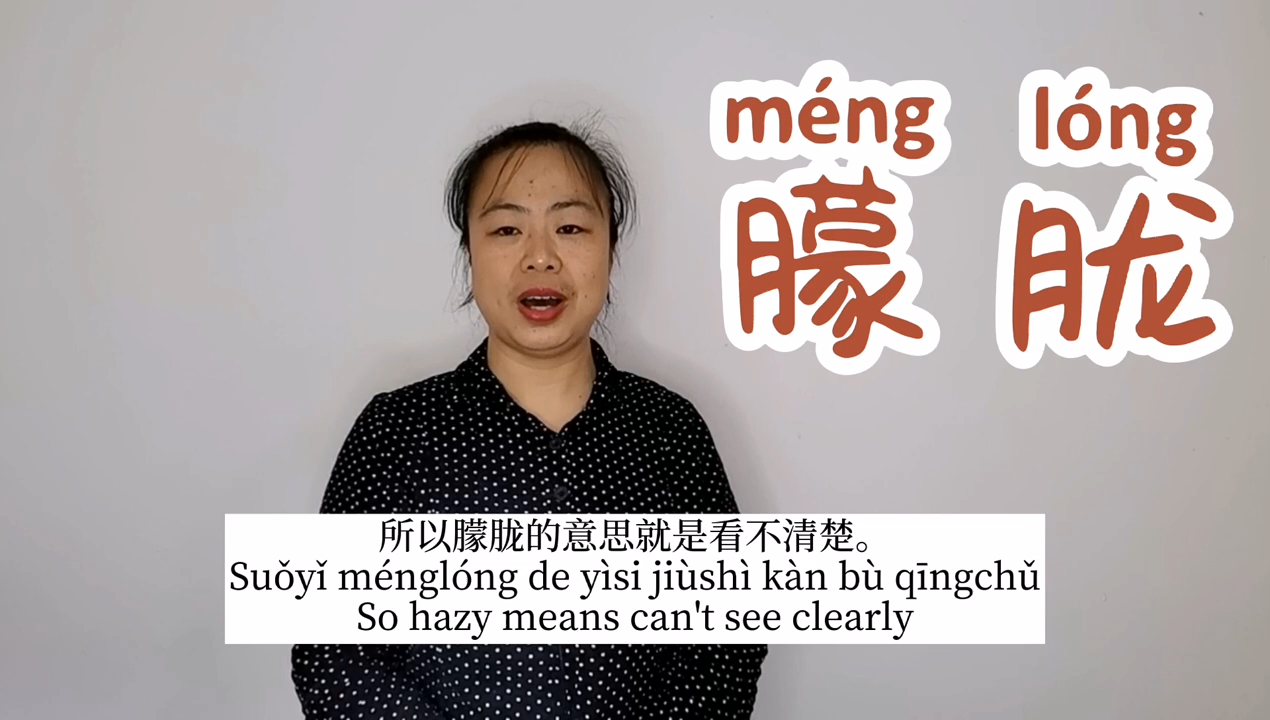 méng lóng
朦胧
所以朦胧的意思就是看不清楚。
Suǒyǐ ménglóng de yìsi jiùshì kàn bù qīngchǔ
So hazy means can't see clearly